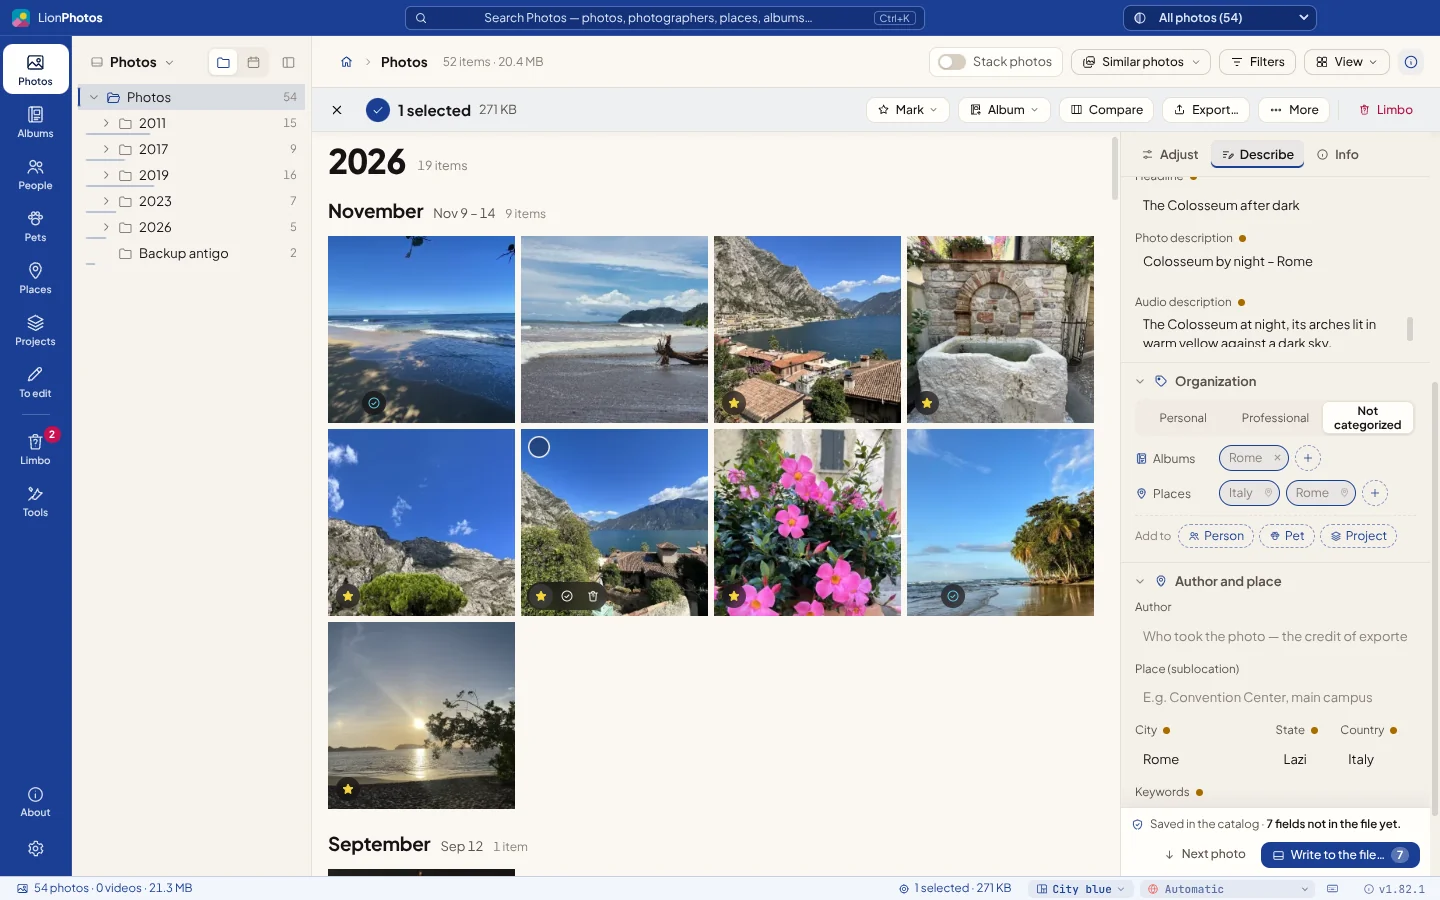 LionPhotos
Search Photos — photos, photographers, places, albums...
Ctrl+K
All photos (54)
Photos
Albums
People
Pets
Places
Projects
To edit
2
Limbo
Tools
About
Photos
Photos 54
2011 15
2017 9
2019 16
2023 7
2026 5
Backup antigo 2
Photos 52 items · 20.4 MB
Stack photos
Similar photos
Filters
View
1 selected 271 KB
Mark
Album
Compare
Export...
More
Limbo
2026 19 items
November Nov 9 – 14 9 items
September Sep 12 1 item
Adjust
Describe
Info
Headline
The Colosseum after dark
Photo description
Colosseum by night – Rome
Audio description
The Colosseum at night, its arches lit in
warm yellow against a dark sky.
Organization
Personal
Professional
Not
categorized
Albums Rome ×
Places Italy Rome
Add to Person Pet Project
Author and place
Author
Who took the photo — the credit of exporte
Place (sublocation)
E.g. Convention Center, main campus
City State Country
Rome Lazi Italy
Keywords
Saved in the catalog · 7 fields not in the file yet.
Next photo
Write to the file... 7
54 photos · 0 videos · 21.3 MB
1 selected · 271 KB
City blue
Automatic
v1.82.1